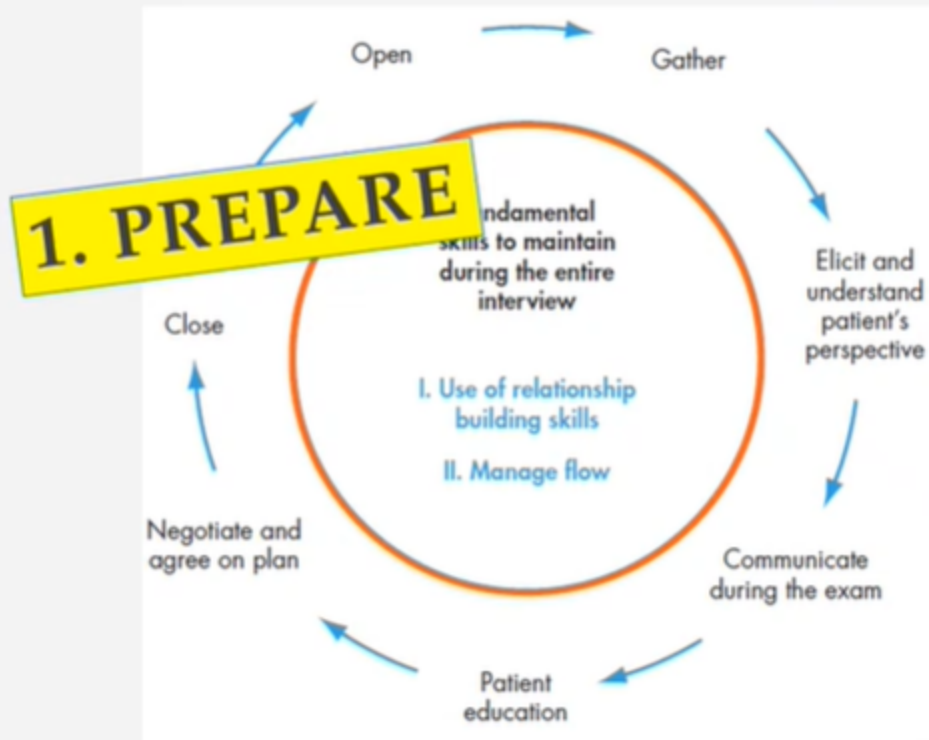 Open
Gather
1. PREPARE
ndamental
skills to maintain
during the entire
interview
Elicit and
understand
patient's
perspective
Close
I. Use of relationship
building skills
II. Manage flow
Negotiate and
agree on plan
Communicate
during the exam
Patient
education